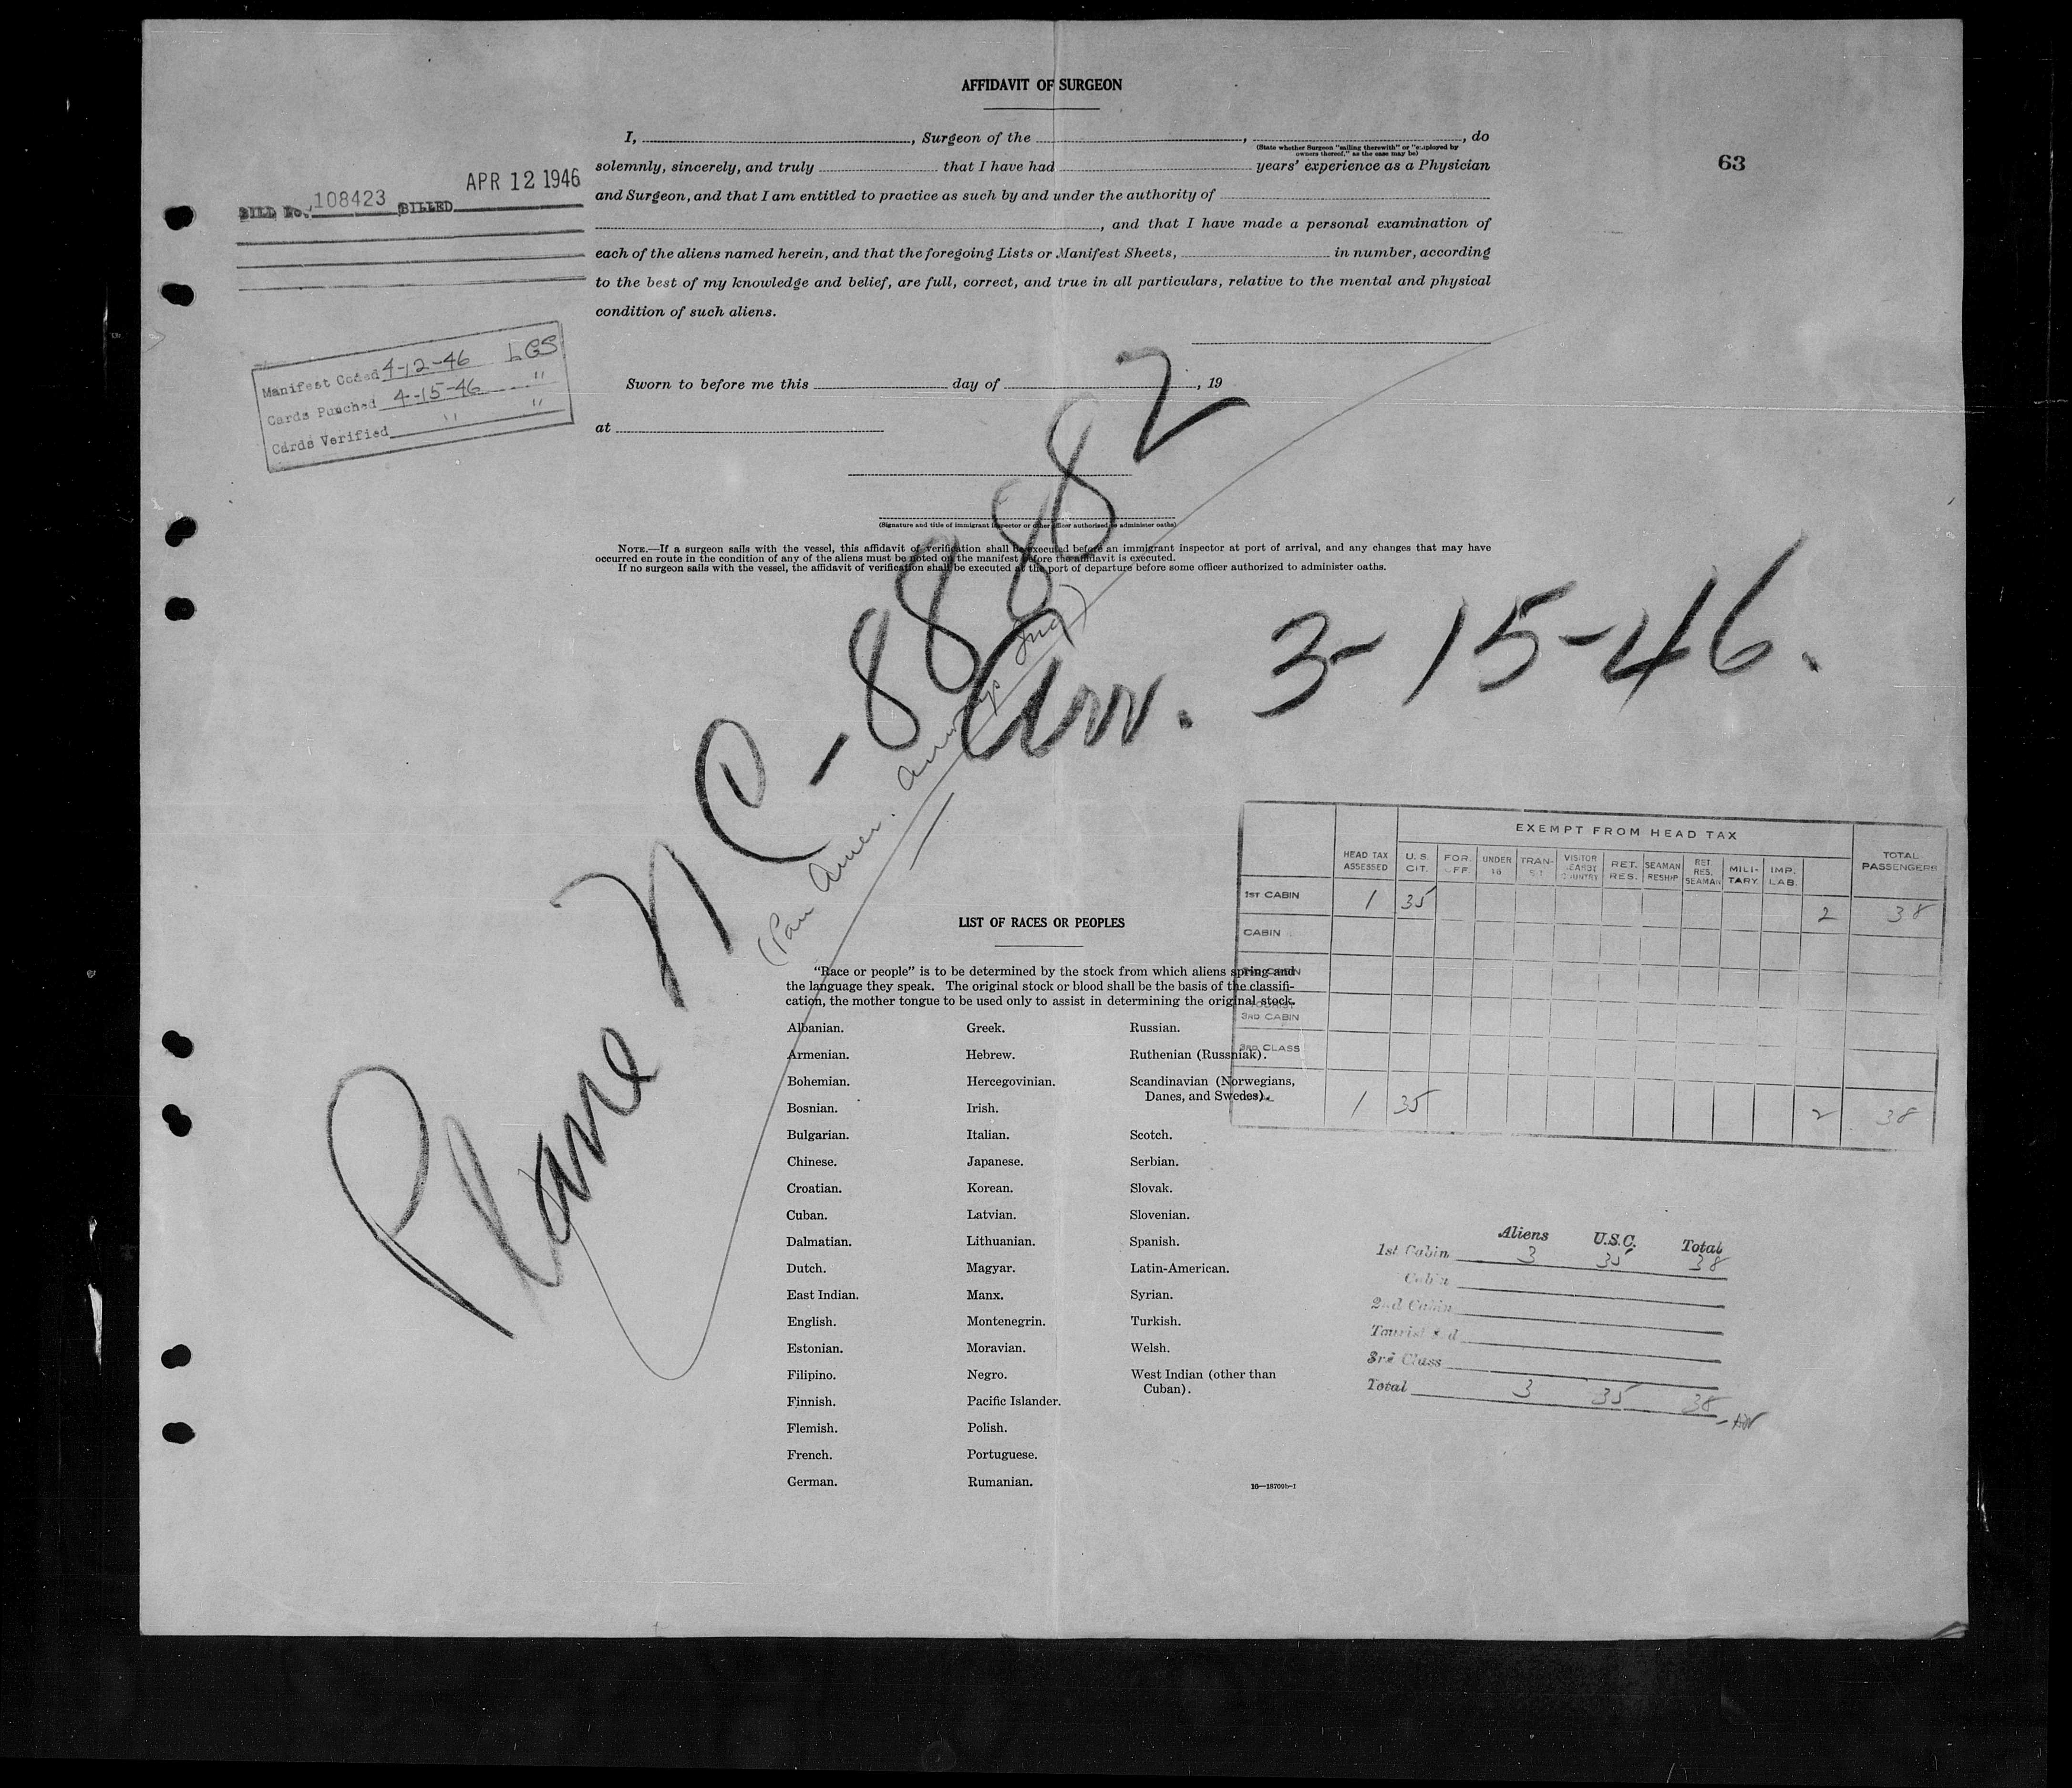 AFFIDAVIT OF SURGEON
I, , Surgeon of the , , do
(State whether Surgeon "sailing therewith" or "employed by
owners thereof," as the case may be)
solemnly, sincerely, and truly that I have had years' experience as a Physician
63
and Surgeon, and that I am entitled to practice as such by and under the authority of
, and that I have made a personal examination of
each of the aliens named herein, and that the foregoing Lists or Manifest Sheets, in number, according
to the best of my knowledge and belief, are full, correct, and true in all particulars, relative to the mental and physical
condition of such aliens.
APR 12 1946
BILL No. 108423 BILLED
Manifest Coded 4-12-46 LGS
Cards Punched 4-15-46 "
Cards Verified " "
Sworn to before me this day of , 19
at
(Signature and title of immigrant inspector or other officer authorized to administer oaths)
NOTE.—If a surgeon sails with the vessel, this affidavit of verification shall be executed before an immigrant inspector at port of arrival, and any changes that may have
occurred en route in the condition of any of the aliens must be noted on the manifest before the affidavit is executed.
If no surgeon sails with the vessel, the affidavit of verification shall be executed at the port of departure before some officer authorized to administer oaths.
Plane NC-88882
(Pan Amer. Airways Inc)
Arr. 3-15-46.
EXEMPT FROM HEAD TAX
HEAD TAX ASSESSED U.S. CIT. FOR. OFF. UNDER 16 TRANSIT VISITOR NEARBY COUNTRY RET. RES. SEAMAN RESHIP RET. RES. SEAMAN MILITARY IMP. LAB. TOTAL PASSENGERS
1ST CABIN 1 35 2 38
CABIN
2ND CABIN
TOURIST
3RD CABIN
3RD CLASS
1 35 2 38
LIST OF RACES OR PEOPLES
"Race or people" is to be determined by the stock from which aliens spring and
the language they speak. The original stock or blood shall be the basis of the classifi-
cation, the mother tongue to be used only to assist in determining the original stock.
Albanian. Greek. Russian.
Armenian. Hebrew. Ruthenian (Russniak).
Bohemian. Hercegovinian. Scandinavian (Norwegians,
Danes, and Swedes).
Bosnian. Irish.
Bulgarian. Italian. Scotch.
Chinese. Japanese. Serbian.
Croatian. Korean. Slovak.
Cuban. Latvian. Slovenian.
Dalmatian. Lithuanian. Spanish.
Dutch. Magyar. Latin-American.
East Indian. Manx. Syrian.
English. Montenegrin. Turkish.
Estonian. Moravian. Welsh.
Filipino. Negro. West Indian (other than
Cuban).
Finnish. Pacific Islander.
Flemish. Polish.
French. Portuguese.
German. Rumanian.
16—18709b-1
Aliens U.S.C. Total
1st Cabin 3 35 38
Cabin
2nd Cabin
Tourist 3rd
3rd Class
Total 3 35 38